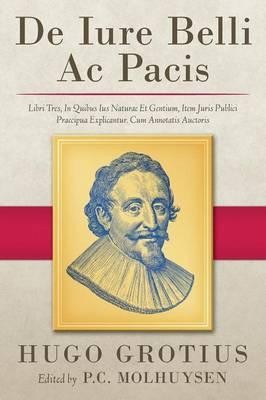 De Iure Belli
Ac Pacis
Libri Tres, In Quibus Ius Naturae Et Gentium, Item Juris Publici
Praecipua Explicantur. Cum Annotatis Auctoris
HUGO GROTIUS
Edited by P.C. MOLHUYSEN